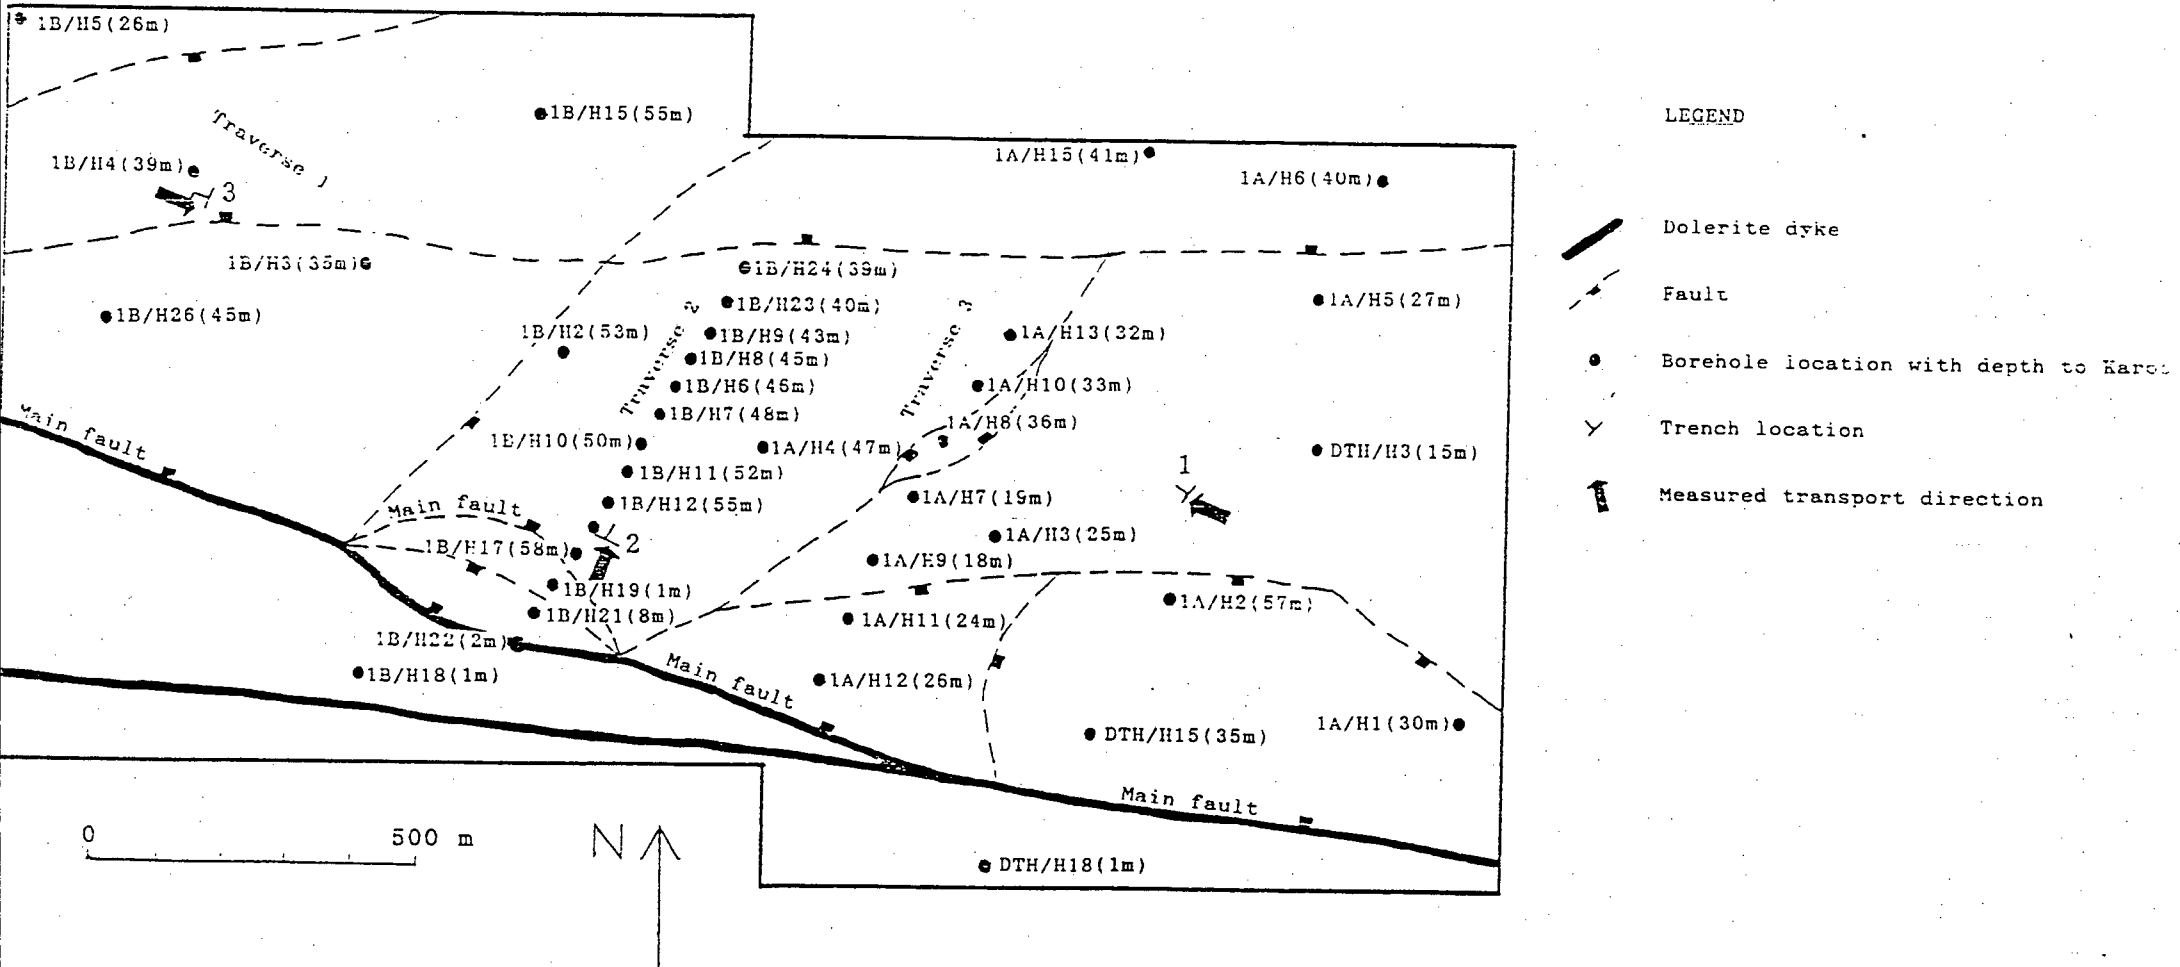 1B/H5(26m)
LEGEND
1B/H15(55m)
Traverse 1
1A/H15(41m)
1B/H4(39m)
1A/H6(40m)
3
Dolerite dyke
1B/H3(35m)
1B/H24(39m)
1B/H26(45m)
1B/H23(40m)
1A/H5(27m)
Fault
1B/H2(53m)
Traverse 2
1B/H9(43m)
Traverse 3
1A/H13(32m)
1B/H8(45m)
Borehole location with depth to
1B/H6(46m)
1A/H10(33m)
1B/H7(48m)
Main fault
1A/H8(36m)
Trench location
1B/H10(50m)
1A/H4(47m)
DTH/H3(15m)
1B/H11(52m)
1
Main fault
1B/H12(55m)
1A/H7(19m)
Measured transport direction
1B/H17(58m)
2
1A/H3(25m)
1A/H9(18m)
1B/H19(1m)
1A/H2(57m)
1B/H21(8m)
1A/H11(24m)
1B/H22(2m)
Main fault
1B/H18(1m)
1A/H12(26m)
DTH/H15(35m)
1A/H1(30m)
Main fault
0 500 m
N
DTH/H18(1m)